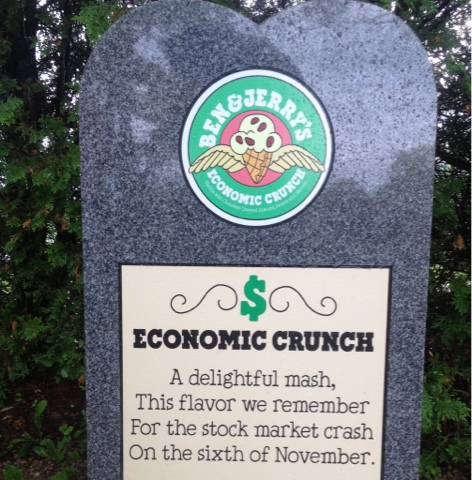 BEN & JERRY'S
ECONOMIC CRUNCH
$
ECONOMIC CRUNCH
A delightful mash,
This flavor we remember
For the stock market crash
On the sixth of November.